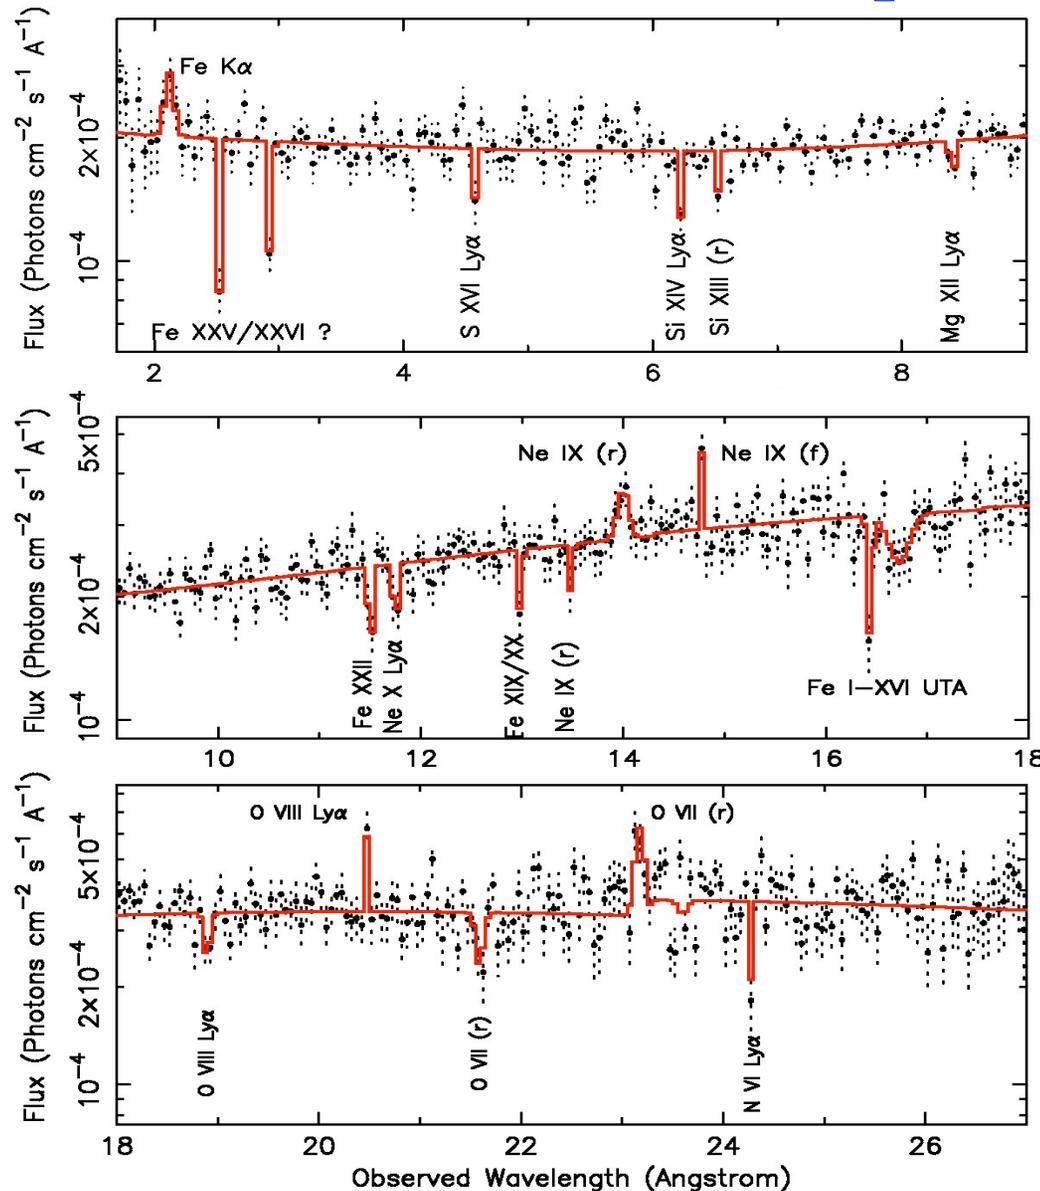 Flux (Photons cm⁻² s⁻¹ A⁻¹)
2×10⁻⁴
10⁻⁴
Fe Kα
Fe XXV/XXVI ?
S XVI Lyα
Si XIV Lyα
Si XIII (r)
Mg XII Lyα
2 4 6 8
Flux (Photons cm⁻² s⁻¹ A⁻¹)
5×10⁻⁴
2×10⁻⁴
10⁻⁴
Ne IX (r)
Ne IX (f)
Fe XXII
Ne X Lyα
Fe XIX/XX
Ne IX (r)
Fe I–XVI UTA
10 12 14 16 18
Flux (Photons cm⁻² s⁻¹ A⁻¹)
5×10⁻⁴
2×10⁻⁴
10⁻⁴
O VIII Lyα
O VII (r)
O VIII Lyα
O VII (r)
N VI Lyα
18 20 22 24 26
Observed Wavelength (Angstrom)